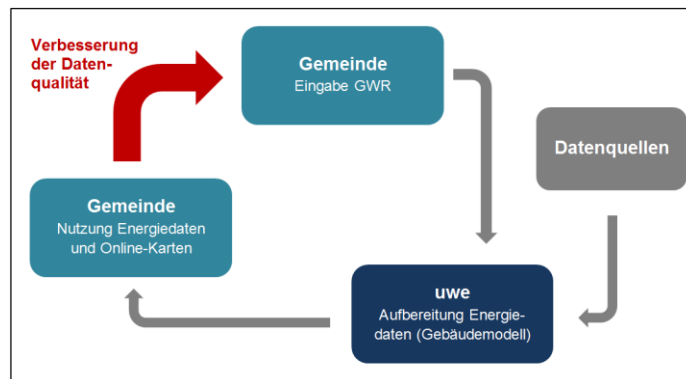 Verbesserung
der Daten-
qualität
Gemeinde
Eingabe GWR
Datenquellen
Gemeinde
Nutzung Energiedaten
und Online-Karten
uwe
Aufbereitung Energie-
daten (Gebäudemodell)